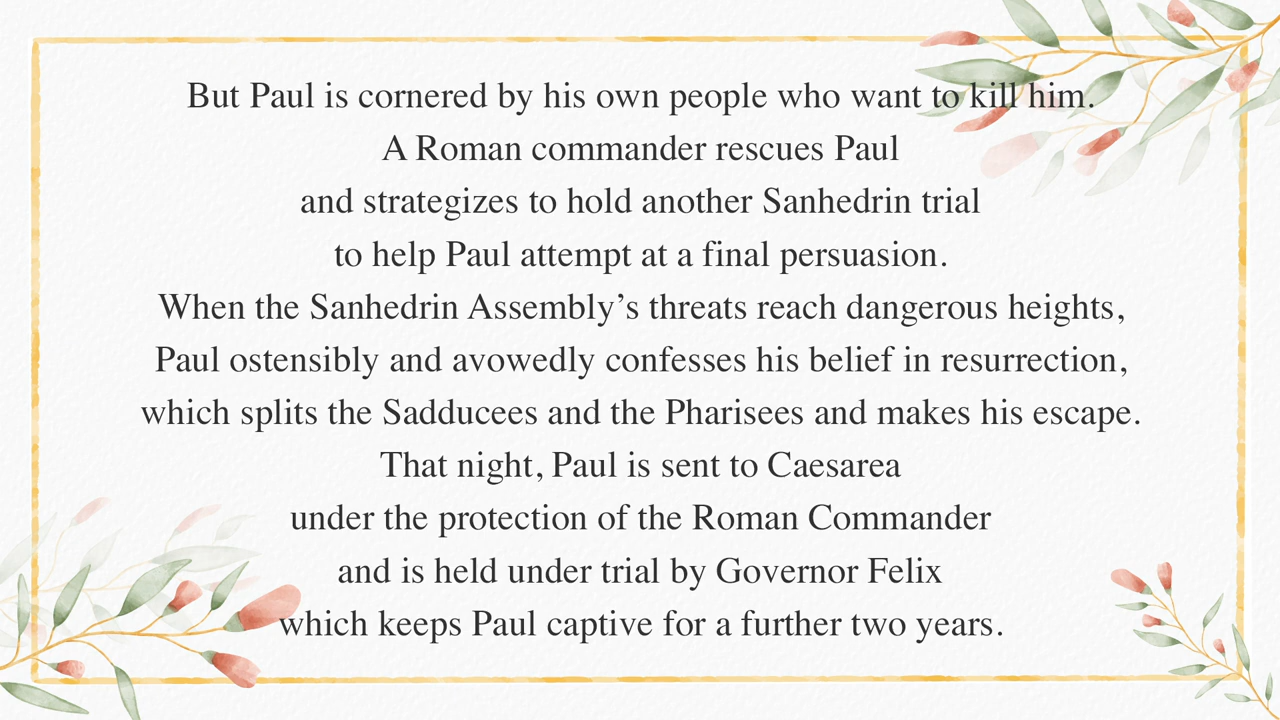 But Paul is cornered by his own people who want to kill him.
A Roman commander rescues Paul
and strategizes to hold another Sanhedrin trial
to help Paul attempt at a final persuasion.
When the Sanhedrin Assembly’s threats reach dangerous heights,
Paul ostensibly and avowedly confesses his belief in resurrection,
which splits the Sadducees and the Pharisees and makes his escape.
That night, Paul is sent to Caesarea
under the protection of the Roman Commander
and is held under trial by Governor Felix
which keeps Paul captive for a further two years.